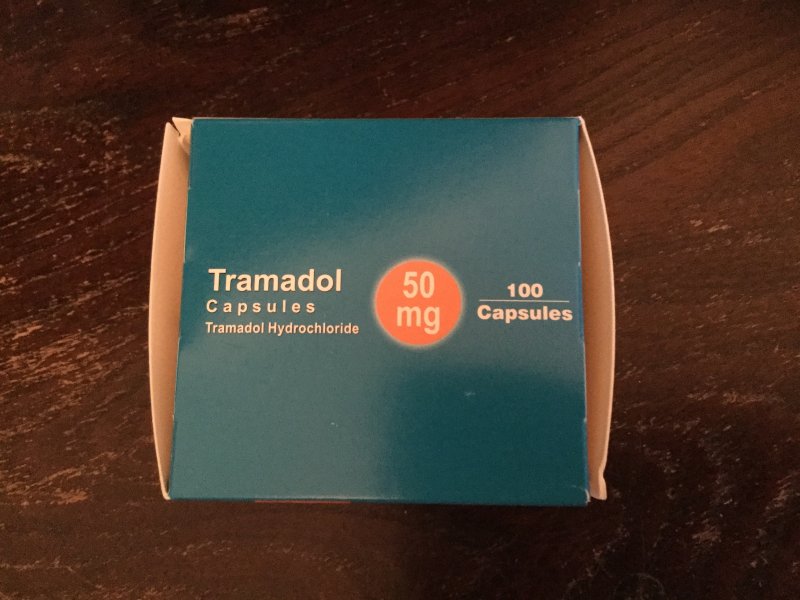 Tramadol
Capsules
Tramadol Hydrochloride
50
mg
100
Capsules